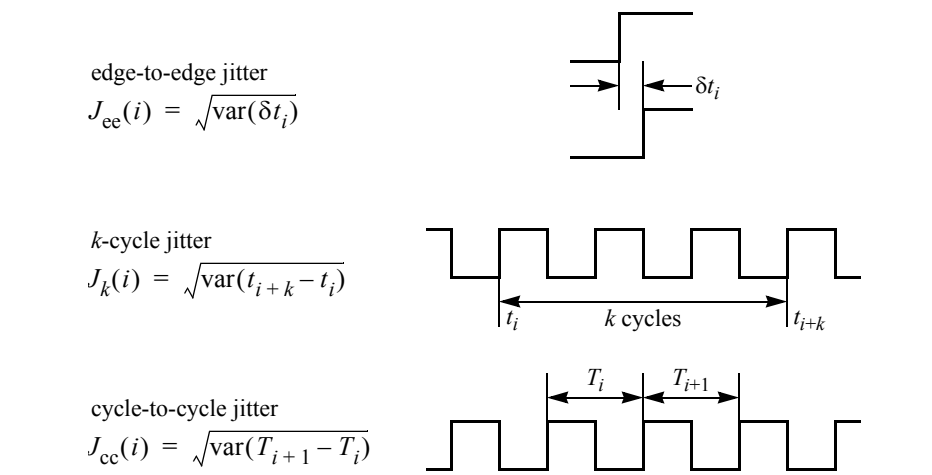 edge-to-edge jitter
J_ee(i) = √var(δt_i)
δt_i
k-cycle jitter
J_k(i) = √var(t_{i+k} – t_i)
t_i
k cycles
t_{i+k}
cycle-to-cycle jitter
J_cc(i) = √var(T_{i+1} – T_i)
T_i
T_{i+1}